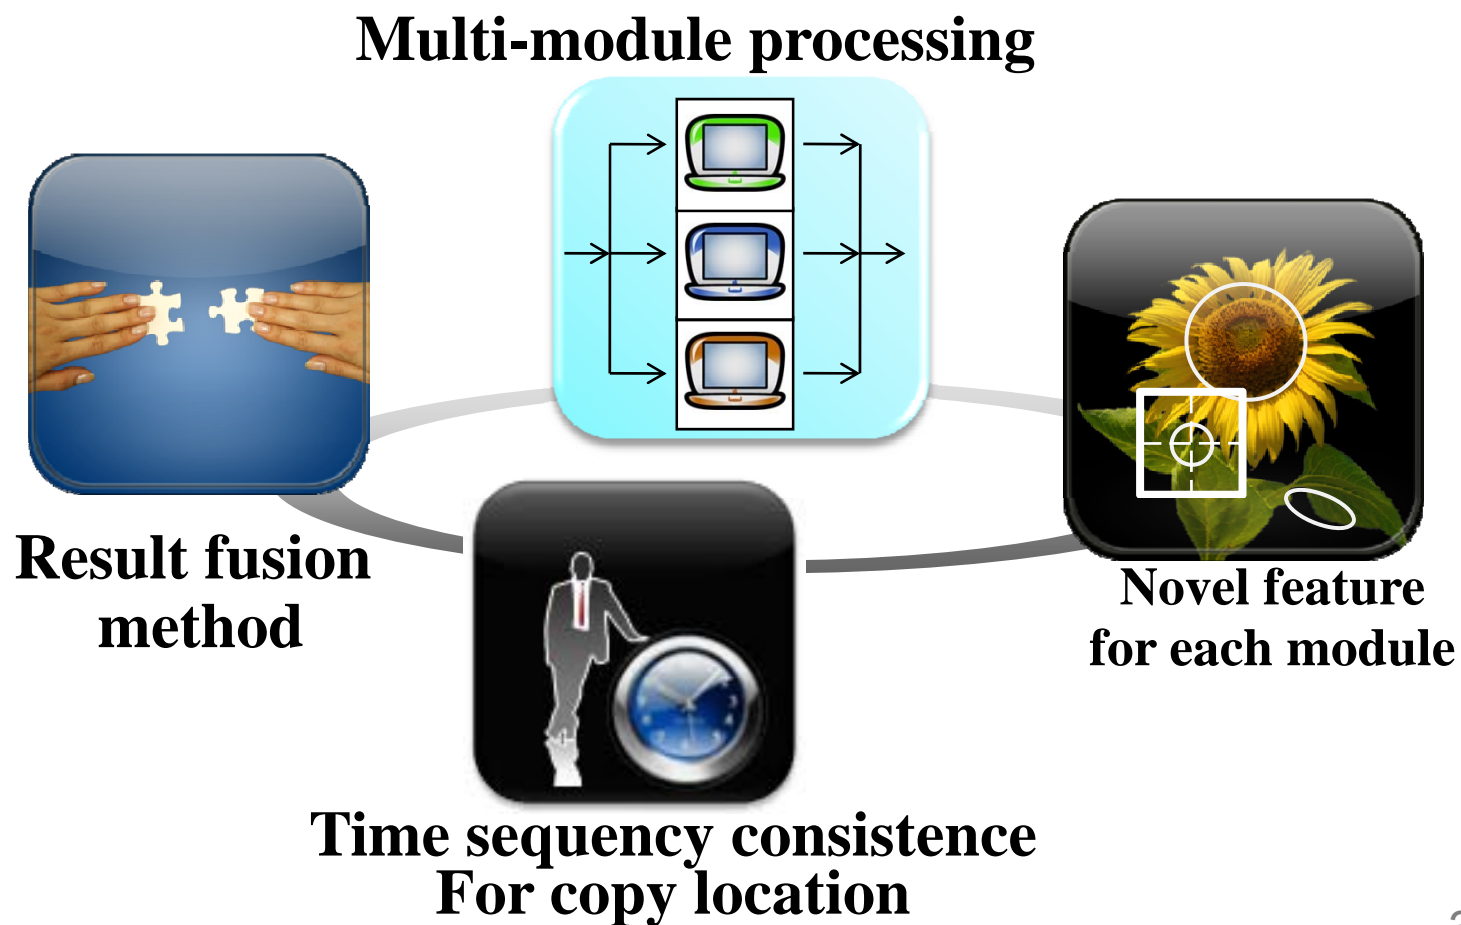 Multi-module processing
Result fusion
method
Novel feature
for each module
Time sequency consistence
For copy location